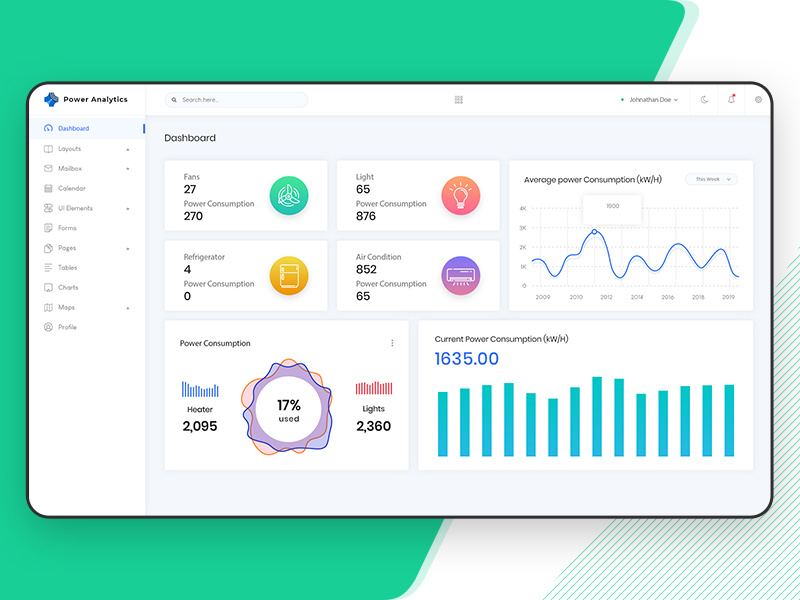 Power Analytics
Search here..
Johnathan Doe
Dashboard
Layouts
Mailbox
Calendar
UI Elements
Forms
Pages
Tables
Charts
Maps
Profile
Dashboard
Fans
27
Power Consumption
270
Light
65
Power Consumption
876
Refrigerator
4
Power Consumption
0
Air Condition
852
Power Consumption
65
Average power Consumption (kW/H)
This Week
1900
4K
3K
2K
1K
0
2009 2010 2012 2014 2016 2018 2019
Power Consumption
Heater
2,095
17%
used
Lights
2,360
Current Power Consumption (kW/H)
1635.00